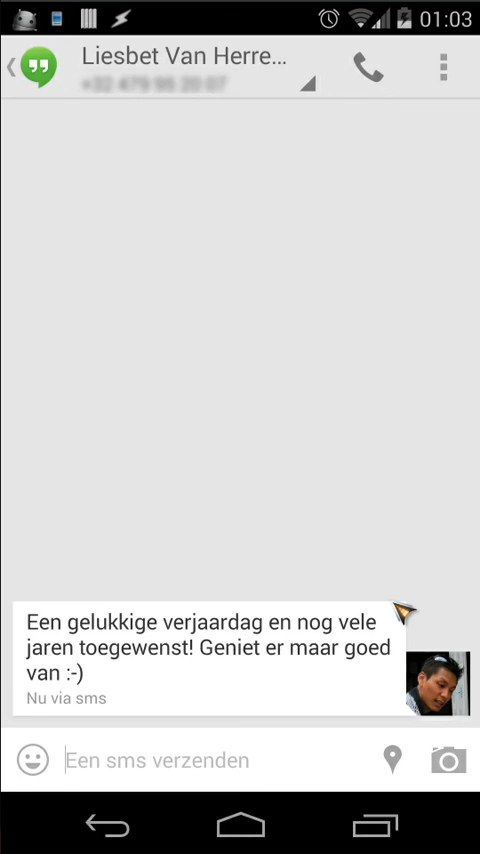 01:03
Liesbet Van Herre...
Een gelukkige verjaardag en nog vele
jaren toegewenst! Geniet er maar goed
van :-)
Nu via sms
Een sms verzenden